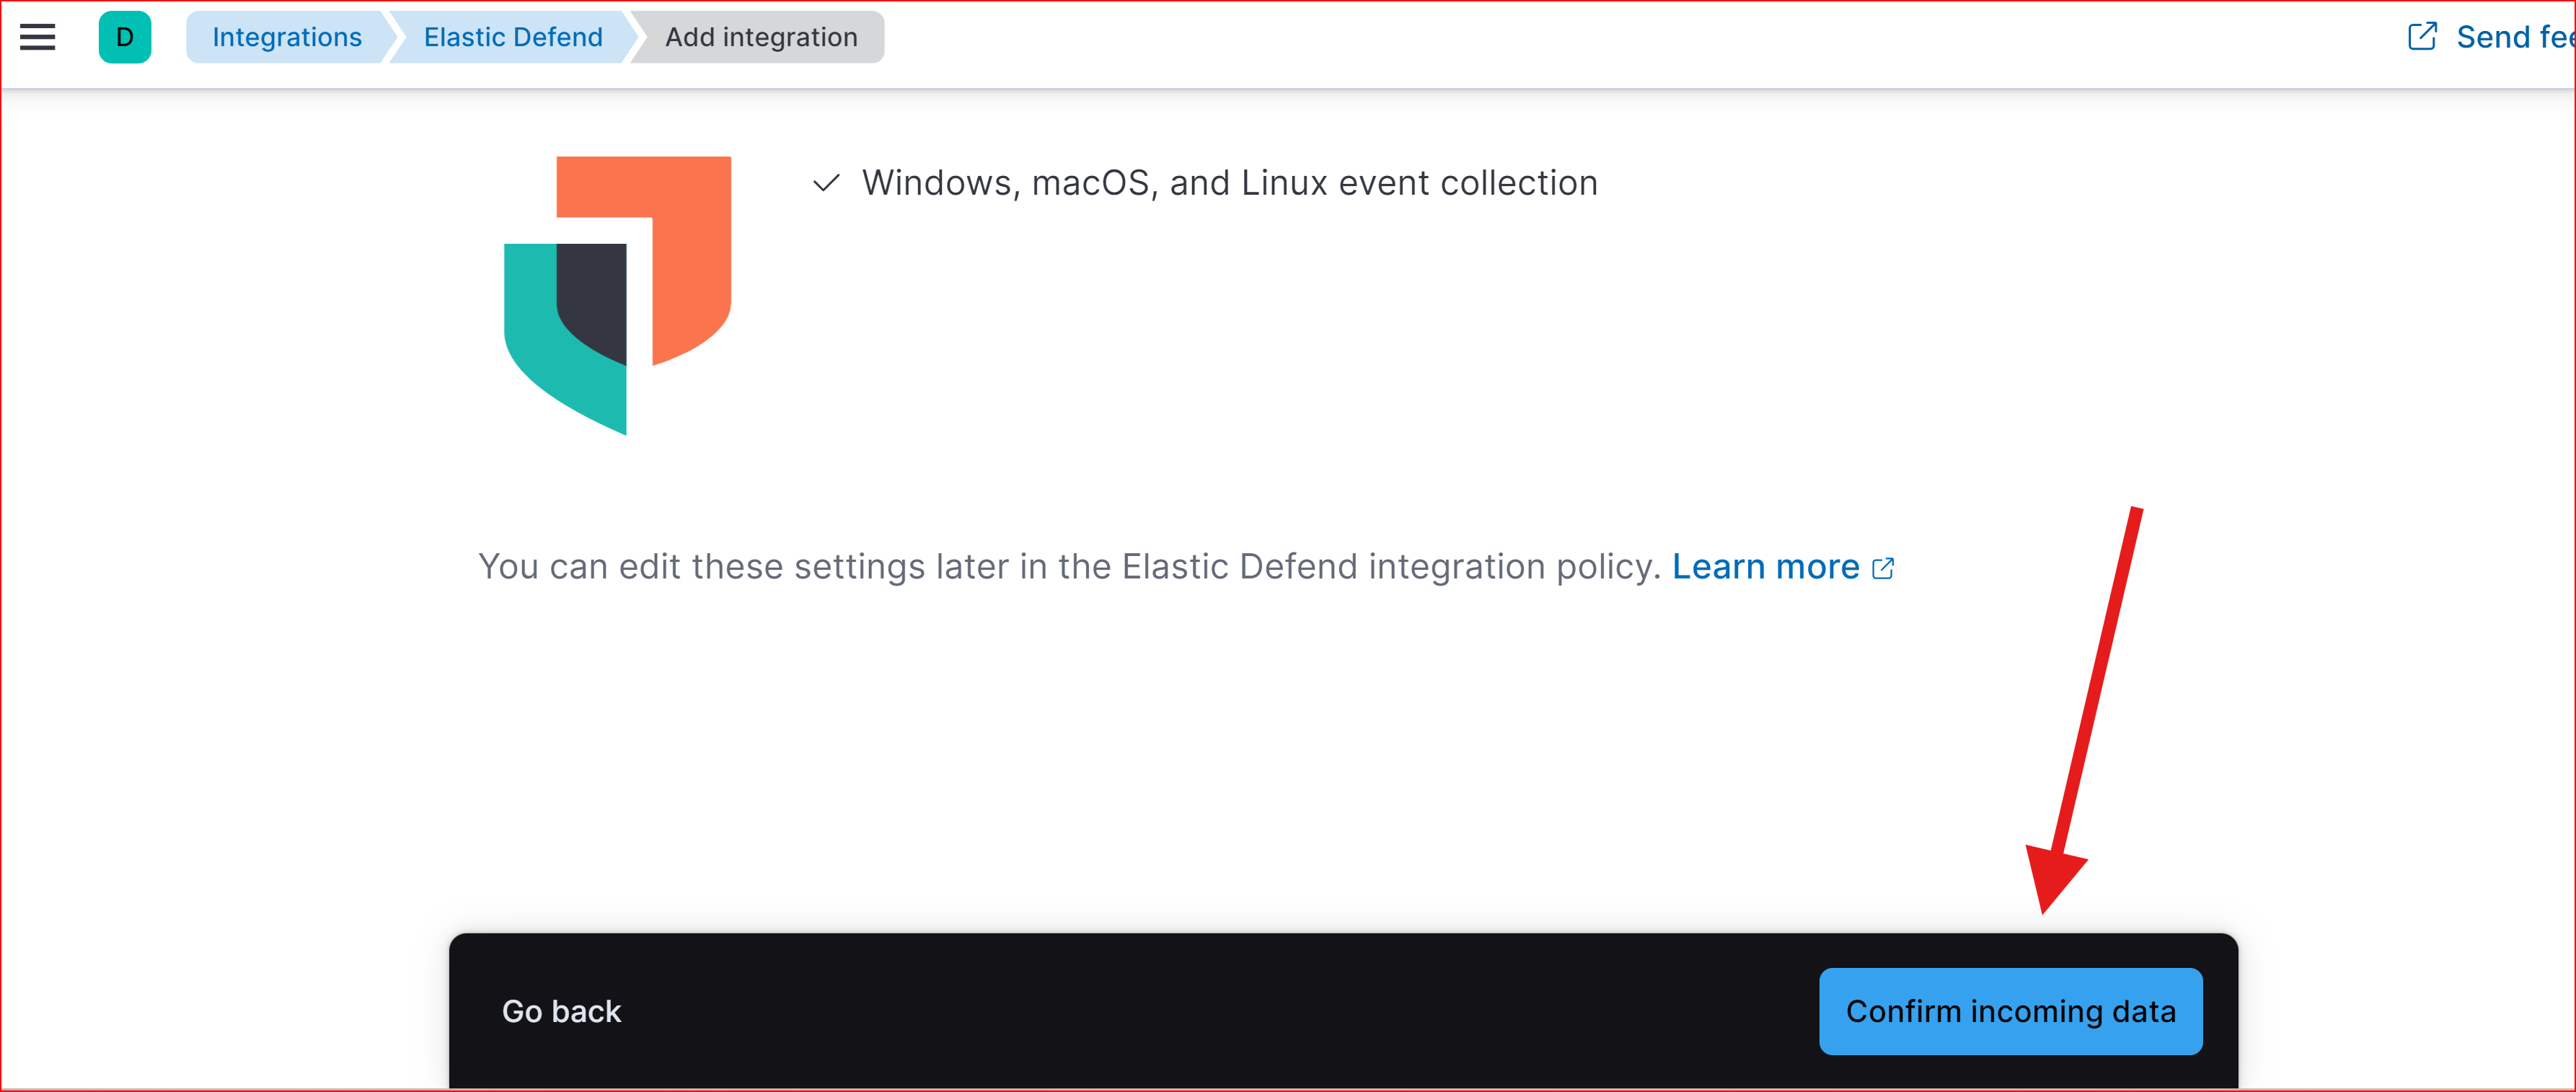 D
Integrations
Elastic Defend
Add integration
Send fee
Windows, macOS, and Linux event collection
You can edit these settings later in the Elastic Defend integration policy. Learn more
Go back
Confirm incoming data